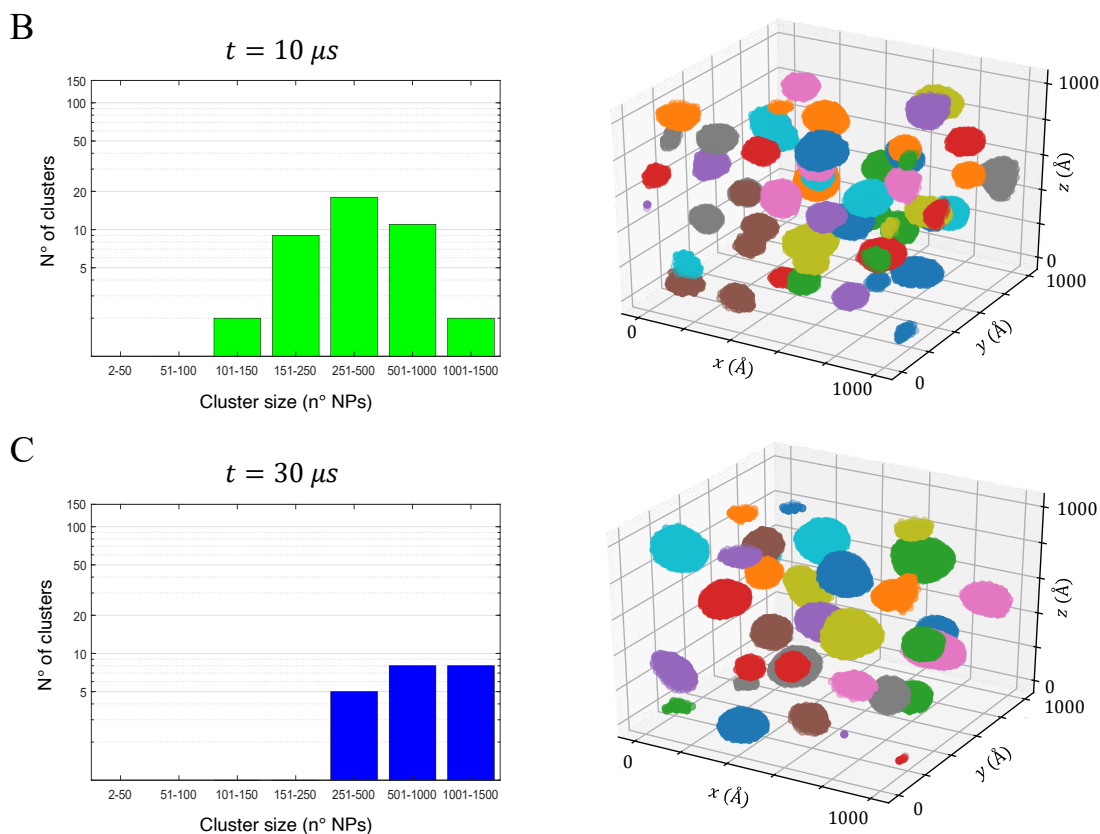 B
t = 10 μs
150
100
50
20
10
5
N° of clusters
2-50 51-100 101-150 151-250 251-500 501-1000 1001-1500
Cluster size (n° NPs)
1000
z (Å)
0
1000
y (Å)
0
0
x (Å)
1000
C
t = 30 μs
150
100
50
20
10
5
N° of clusters
2-50 51-100 101-150 151-250 251-500 501-1000 1001-1500
Cluster size (n° NPs)
1000
z (Å)
0
1000
y (Å)
0
0
x (Å)
1000